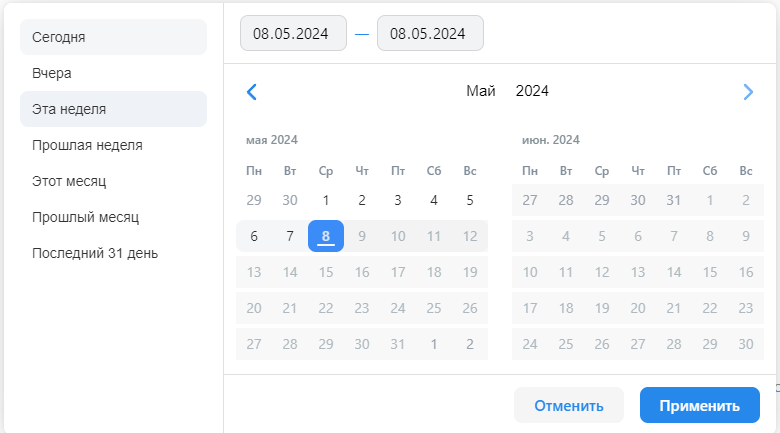 Сегодня
Вчера
Эта неделя
Прошлая неделя
Этот месяц
Прошлый месяц
Последний 31 день
08.05.2024 — 08.05.2024
Май 2024
мая 2024
Пн Вт Ср Чт Пт Сб Вс
29 30 1 2 3 4 5
6 7 8 9 10 11 12
13 14 15 16 17 18 19
20 21 22 23 24 25 26
27 28 29 30 31 1 2
июн. 2024
Пн Вт Ср Чт Пт Сб Вс
27 28 29 30 31 1 2
3 4 5 6 7 8 9
10 11 12 13 14 15 16
17 18 19 20 21 22 23
24 25 26 27 28 29 30
Отменить Применить